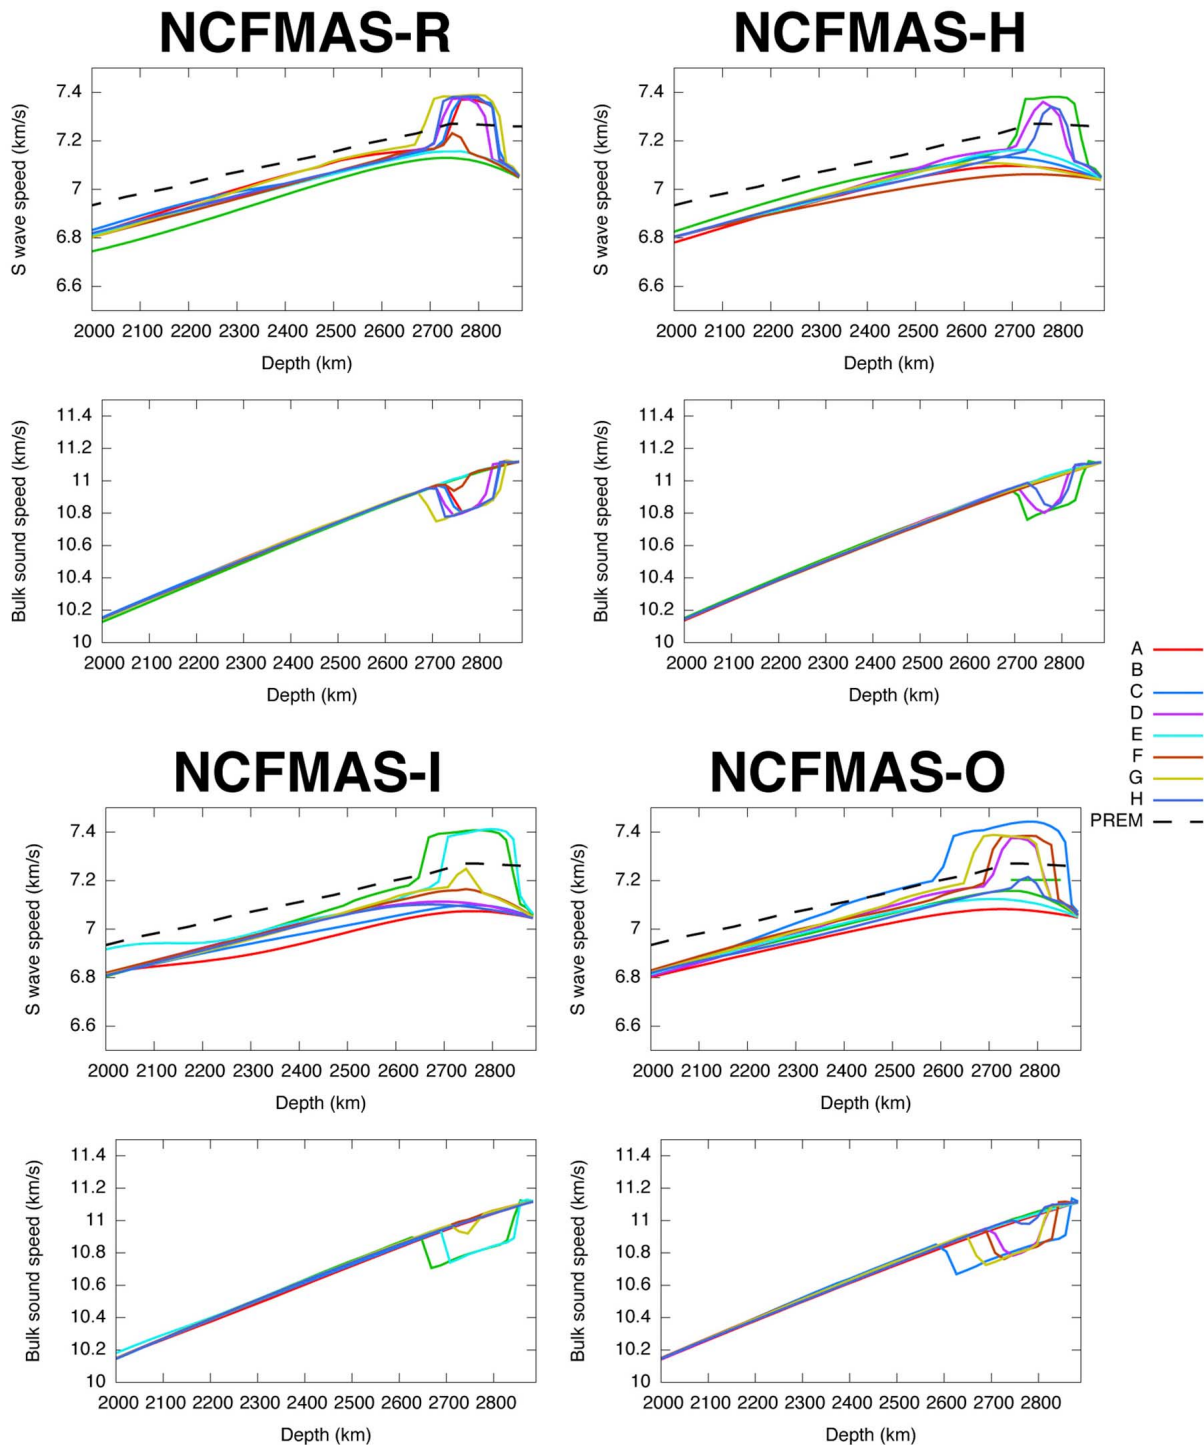 NCFMAS-R NCFMAS-H
7.4 7.4
7.2 7.2
7 7
6.8 6.8
6.6 6.6
S wave speed (km/s) S wave speed (km/s)
2000 2100 2200 2300 2400 2500 2600 2700 2800 2000 2100 2200 2300 2400 2500 2600 2700 2800
Depth (km) Depth (km)
11.4 11.4
11.2 11.2
11 11
10.8 10.8
10.6 10.6
10.4 10.4
10.2 10.2
10 10
Bulk sound speed (km/s) Bulk sound speed (km/s)
2000 2100 2200 2300 2400 2500 2600 2700 2800 2000 2100 2200 2300 2400 2500 2600 2700 2800
Depth (km) Depth (km)
A
B
C
D
E
F
G
H
PREM
NCFMAS-I NCFMAS-O
7.4 7.4
7.2 7.2
7 7
6.8 6.8
6.6 6.6
S wave speed (km/s) S wave speed (km/s)
2000 2100 2200 2300 2400 2500 2600 2700 2800 2000 2100 2200 2300 2400 2500 2600 2700 2800
Depth (km) Depth (km)
11.4 11.4
11.2 11.2
11 11
10.8 10.8
10.6 10.6
10.4 10.4
10.2 10.2
10 10
Bulk sound speed (km/s) Bulk sound speed (km/s)
2000 2100 2200 2300 2400 2500 2600 2700 2800 2000 2100 2200 2300 2400 2500 2600 2700 2800
Depth (km) Depth (km)